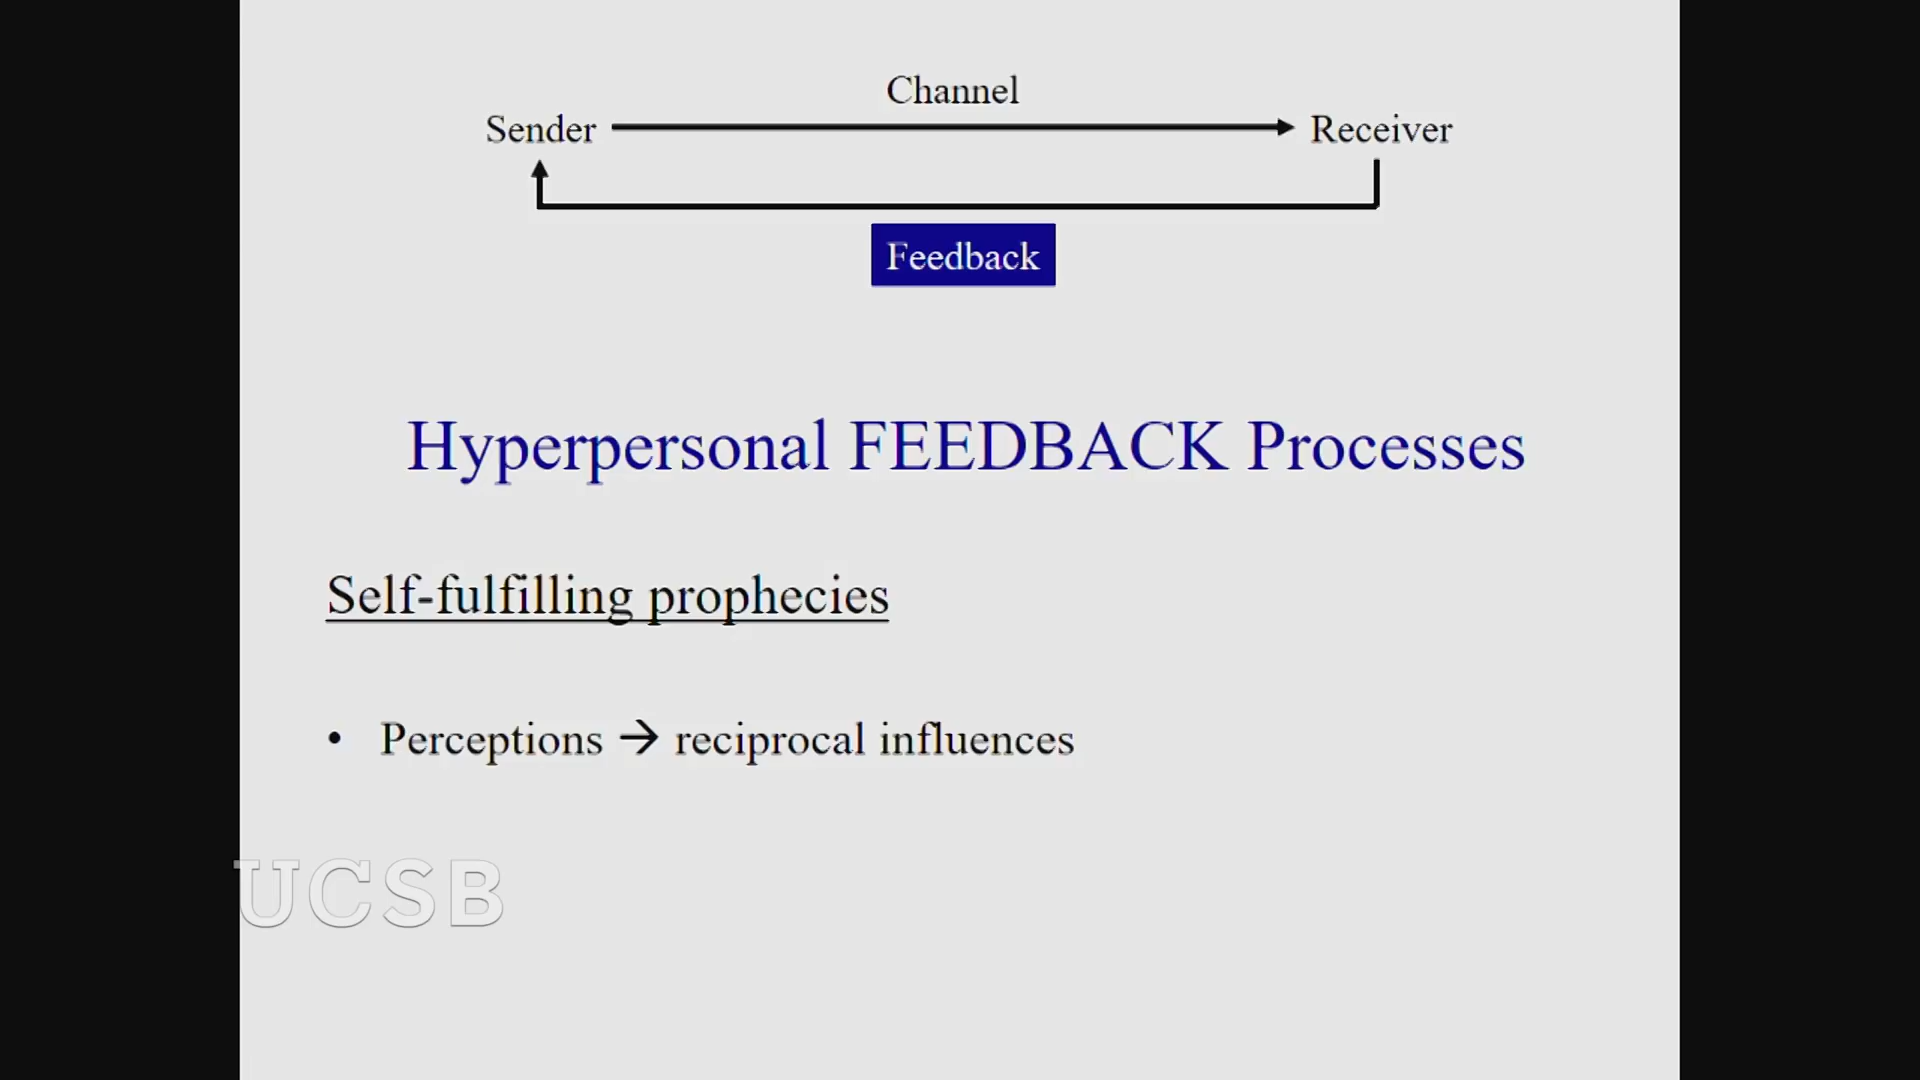 Channel
Sender
Receiver
Feedback
Hyperpersonal FEEDBACK Processes
Self-fulfilling prophecies
• Perceptions → reciprocal influences
UCSB